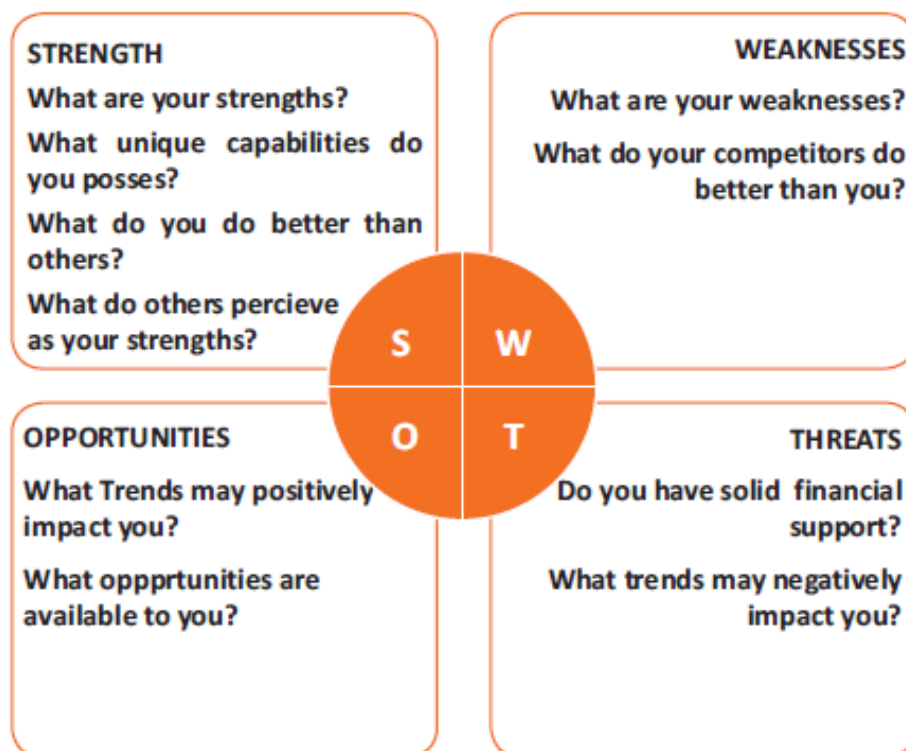 STRENGTH
What are your strengths?
What unique capabilities do
you posses?
What do you do better than
others?
What do others percieve
as your strengths?
WEAKNESSES
What are your weaknesses?
What do your competitors do
better than you?
S
W
O
T
OPPORTUNITIES
What Trends may positively
impact you?
What oppprtunities are
available to you?
THREATS
Do you have solid financial
support?
What trends may negatively
impact you?